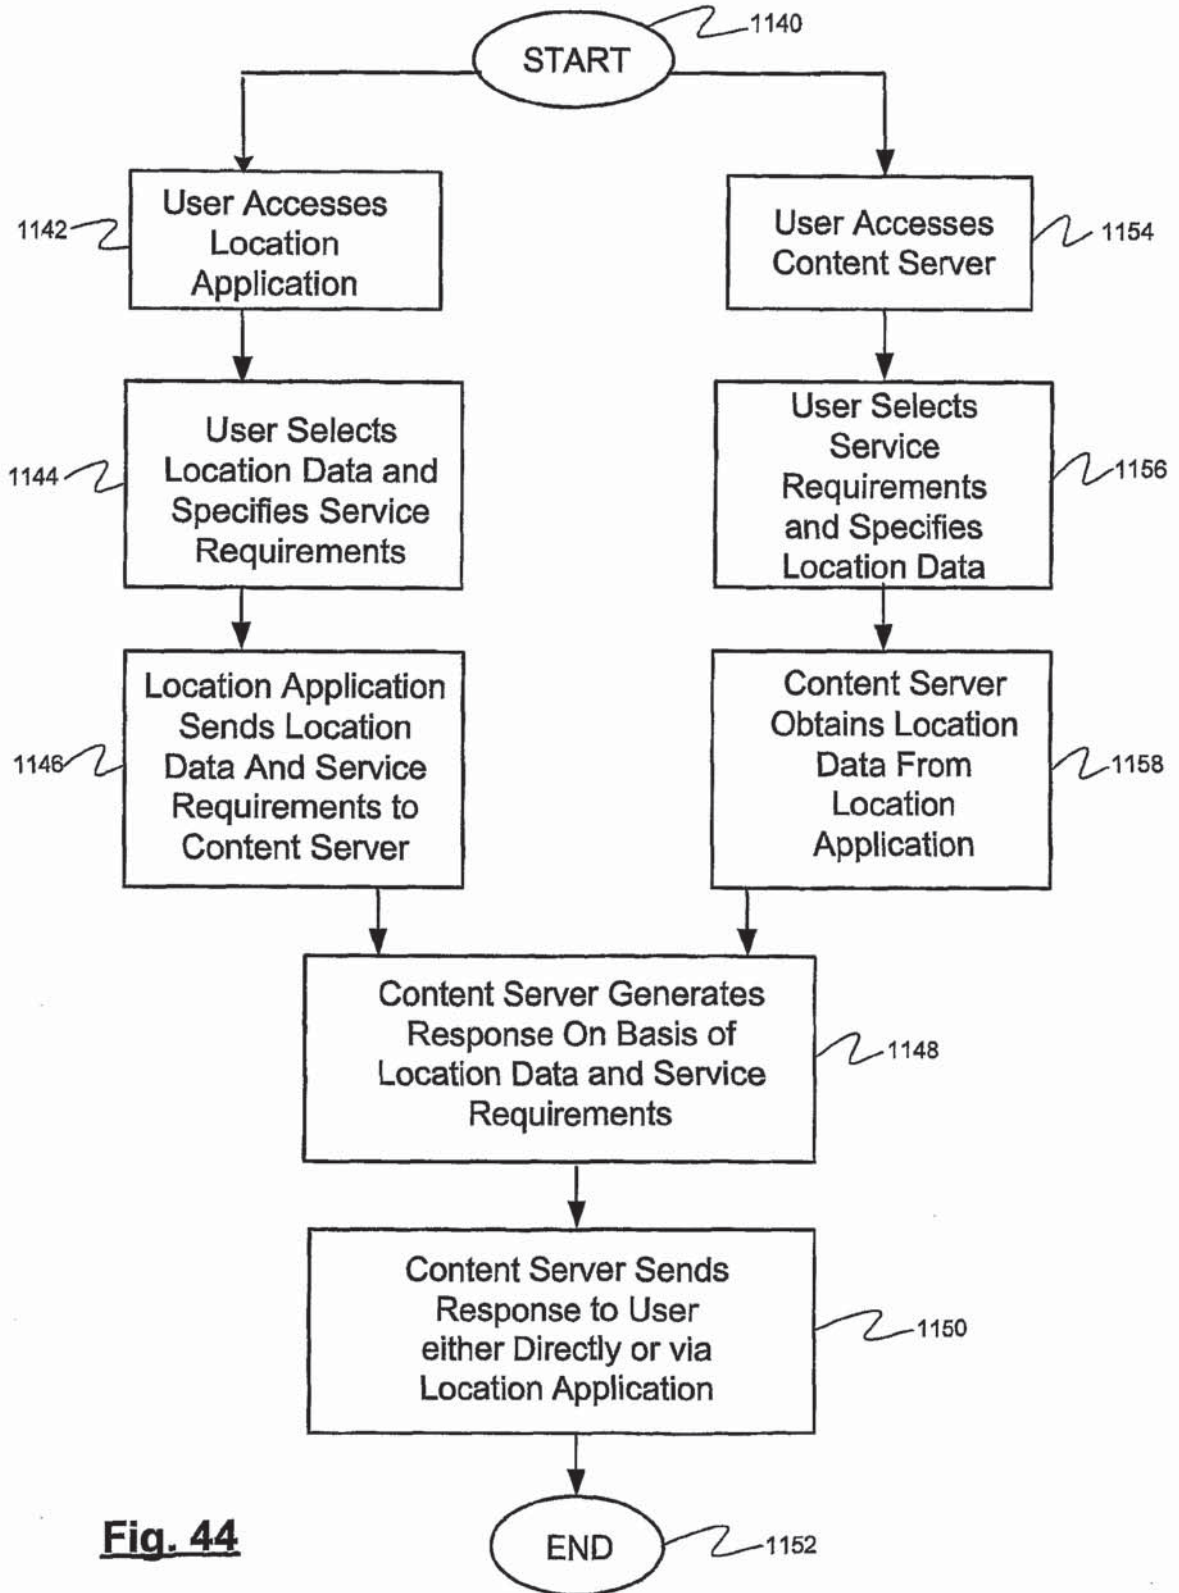 1140
START
User Accesses
Location
Application
1142
User Accesses
Content Server
1154
User Selects
Location Data and
Specifies Service
Requirements
1144
User Selects
Service
Requirements
and Specifies
Location Data
1156
Location Application
Sends Location
Data And Service
Requirements to
Content Server
1146
Content Server
Obtains Location
Data From
Location
Application
1158
Content Server Generates
Response On Basis of
Location Data and Service
Requirements
1148
Content Server Sends
Response to User
either Directly or via
Location Application
1150
END
1152
Fig. 44